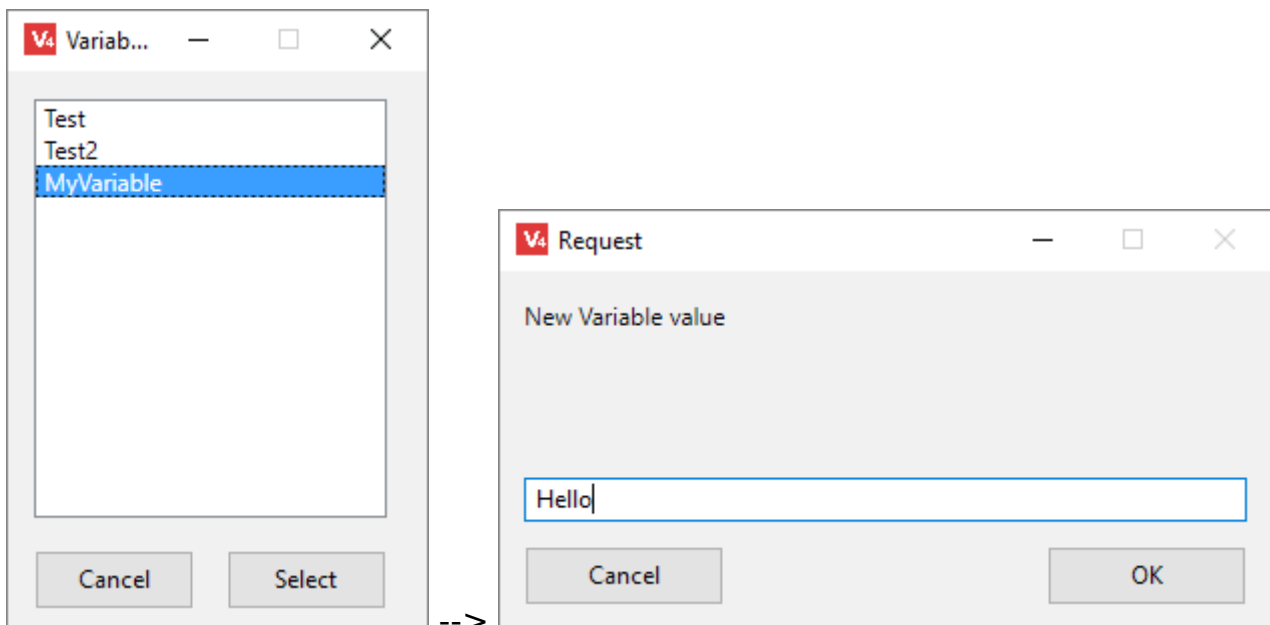 V4 Variab...
Test
Test2
MyVariable
Cancel Select
-->
V4 Request
New Variable value
Hello
Cancel OK